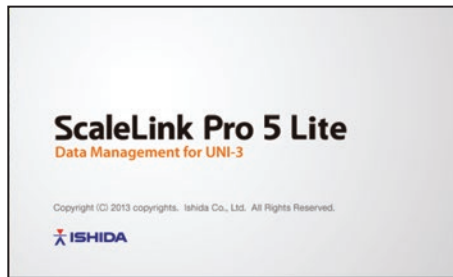 ScaleLink Pro 5 Lite
Data Management for UNI-3
Copyright (C) 2013 copyrights. Ishida Co., Ltd. All Rights Reserved.
ISHIDA